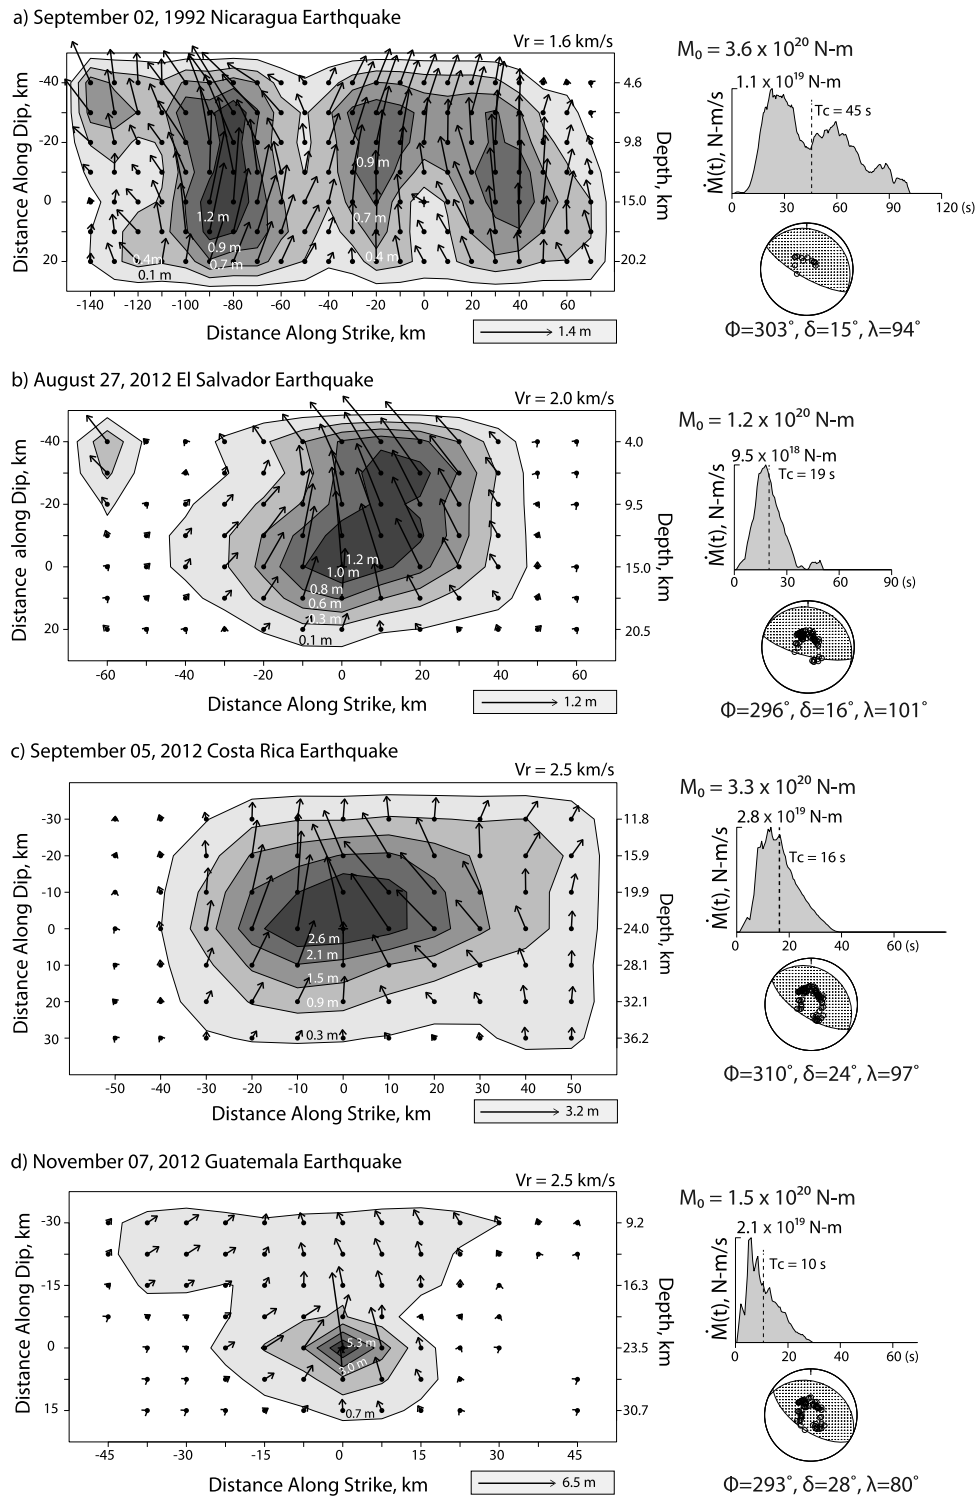 a) September 02, 1992 Nicaragua Earthquake
Vr = 1.6 km/s
Distance Along Dip, km
-40
-20
0
20
4.6
9.8
15.0
20.2
Depth, km
0.9 m
1.2 m
0.7 m
0.9 m
0.7 m
0.4 m
0.4 m
0.1 m
-140 -120 -100 -80 -60 -40 -20 0 20 40 60
Distance Along Strike, km
1.4 m
M₀ = 3.6 x 10²⁰ N-m
1.1 x 10¹⁹ N-m
Tc = 45 s
Ṁ(t), N-m/s
0 30 60 90 120 (s)
Φ=303°, δ=15°, λ=94°
b) August 27, 2012 El Salvador Earthquake
Vr = 2.0 km/s
Distance along Dip, km
-40
-20
0
20
4.0
9.5
15.0
20.5
Depth, km
1.2 m
1.0 m
0.8 m
0.6 m
0.3 m
0.1 m
-60 -40 -20 0 20 40 60
Distance Along Strike, km
1.2 m
M₀ = 1.2 x 10²⁰ N-m
9.5 x 10¹⁸ N-m
Tc = 19 s
Ṁ(t), N-m/s
0 30 60 90 (s)
Φ=296°, δ=16°, λ=101°
c) September 05, 2012 Costa Rica Earthquake
Vr = 2.5 km/s
Distance Along Dip, km
-30
-20
-10
0
10
20
30
11.8
15.9
19.9
24.0
28.1
32.1
36.2
Depth, km
2.6 m
2.1 m
1.5 m
0.9 m
0.3 m
-50 -40 -30 -20 -10 0 10 20 30 40 50
Distance Along Strike, km
3.2 m
M₀ = 3.3 x 10²⁰ N-m
2.8 x 10¹⁹ N-m
Tc = 16 s
Ṁ(t), N-m/s
0 20 40 60 (s)
Φ=310°, δ=24°, λ=97°
d) November 07, 2012 Guatemala Earthquake
Vr = 2.5 km/s
Distance Along Dip, km
-30
-15
0
15
9.2
16.3
23.5
30.7
Depth, km
5.3 m
3.0 m
0.7 m
-45 -30 -15 0 15 30 45
Distance Along Strike, km
6.5 m
M₀ = 1.5 x 10²⁰ N-m
2.1 x 10¹⁹ N-m
Tc = 10 s
Ṁ(t), N-m/s
0 20 40 60 (s)
Φ=293°, δ=28°, λ=80°